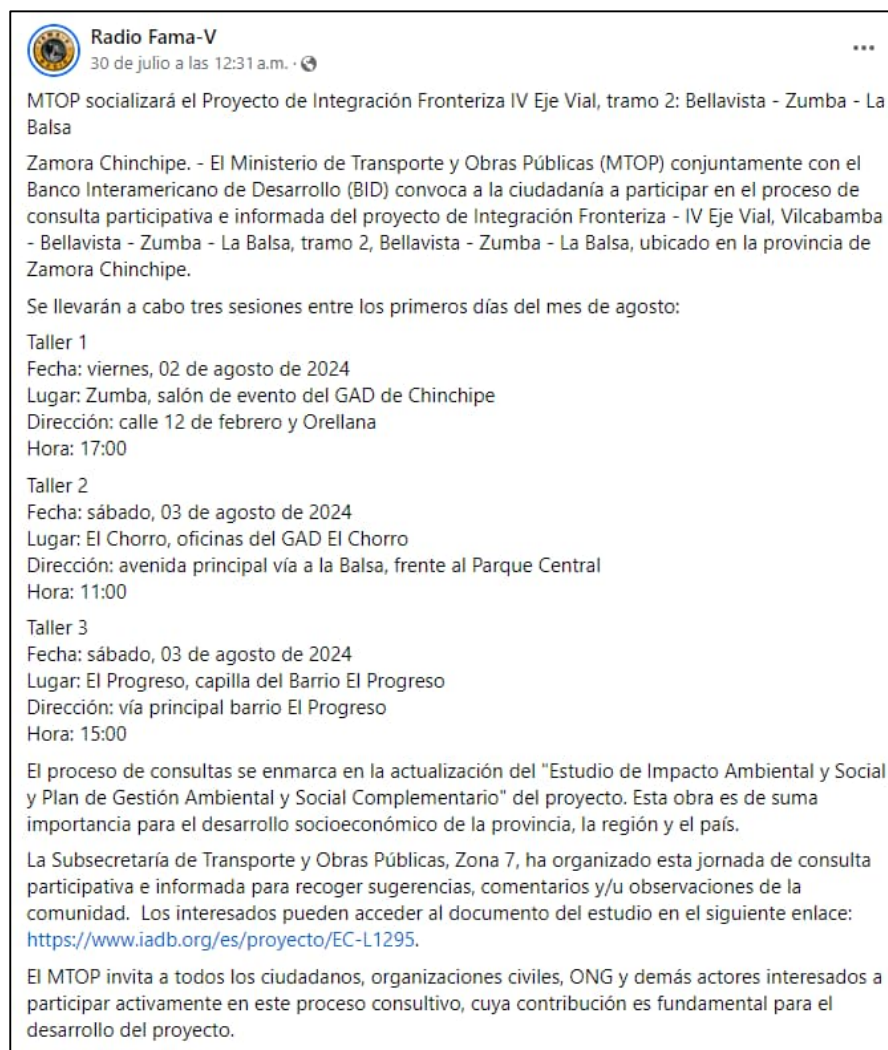 Radio Fama-V
30 de julio a las 12:31 a.m. ·
MTOP socializará el Proyecto de Integración Fronteriza IV Eje Vial, tramo 2: Bellavista - Zumba - La
Balsa
Zamora Chinchipe. - El Ministerio de Transporte y Obras Públicas (MTOP) conjuntamente con el
Banco Interamericano de Desarrollo (BID) convoca a la ciudadanía a participar en el proceso de
consulta participativa e informada del proyecto de Integración Fronteriza - IV Eje Vial, Vilcabamba
- Bellavista - Zumba - La Balsa, tramo 2, Bellavista - Zumba - La Balsa, ubicado en la provincia de
Zamora Chinchipe.
Se llevarán a cabo tres sesiones entre los primeros días del mes de agosto:
Taller 1
Fecha: viernes, 02 de agosto de 2024
Lugar: Zumba, salón de evento del GAD de Chinchipe
Dirección: calle 12 de febrero y Orellana
Hora: 17:00
Taller 2
Fecha: sábado, 03 de agosto de 2024
Lugar: El Chorro, oficinas del GAD El Chorro
Dirección: avenida principal vía a la Balsa, frente al Parque Central
Hora: 11:00
Taller 3
Fecha: sábado, 03 de agosto de 2024
Lugar: El Progreso, capilla del Barrio El Progreso
Dirección: vía principal barrio El Progreso
Hora: 15:00
El proceso de consultas se enmarca en la actualización del "Estudio de Impacto Ambiental y Social
y Plan de Gestión Ambiental y Social Complementario" del proyecto. Esta obra es de suma
importancia para el desarrollo socioeconómico de la provincia, la región y el país.
La Subsecretaría de Transporte y Obras Públicas, Zona 7, ha organizado esta jornada de consulta
participativa e informada para recoger sugerencias, comentarios y/u observaciones de la
comunidad.  Los interesados pueden acceder al documento del estudio en el siguiente enlace:
https://www.iadb.org/es/proyecto/EC-L1295.
El MTOP invita a todos los ciudadanos, organizaciones civiles, ONG y demás actores interesados a
participar activamente en este proceso consultivo, cuya contribución es fundamental para el
desarrollo del proyecto.